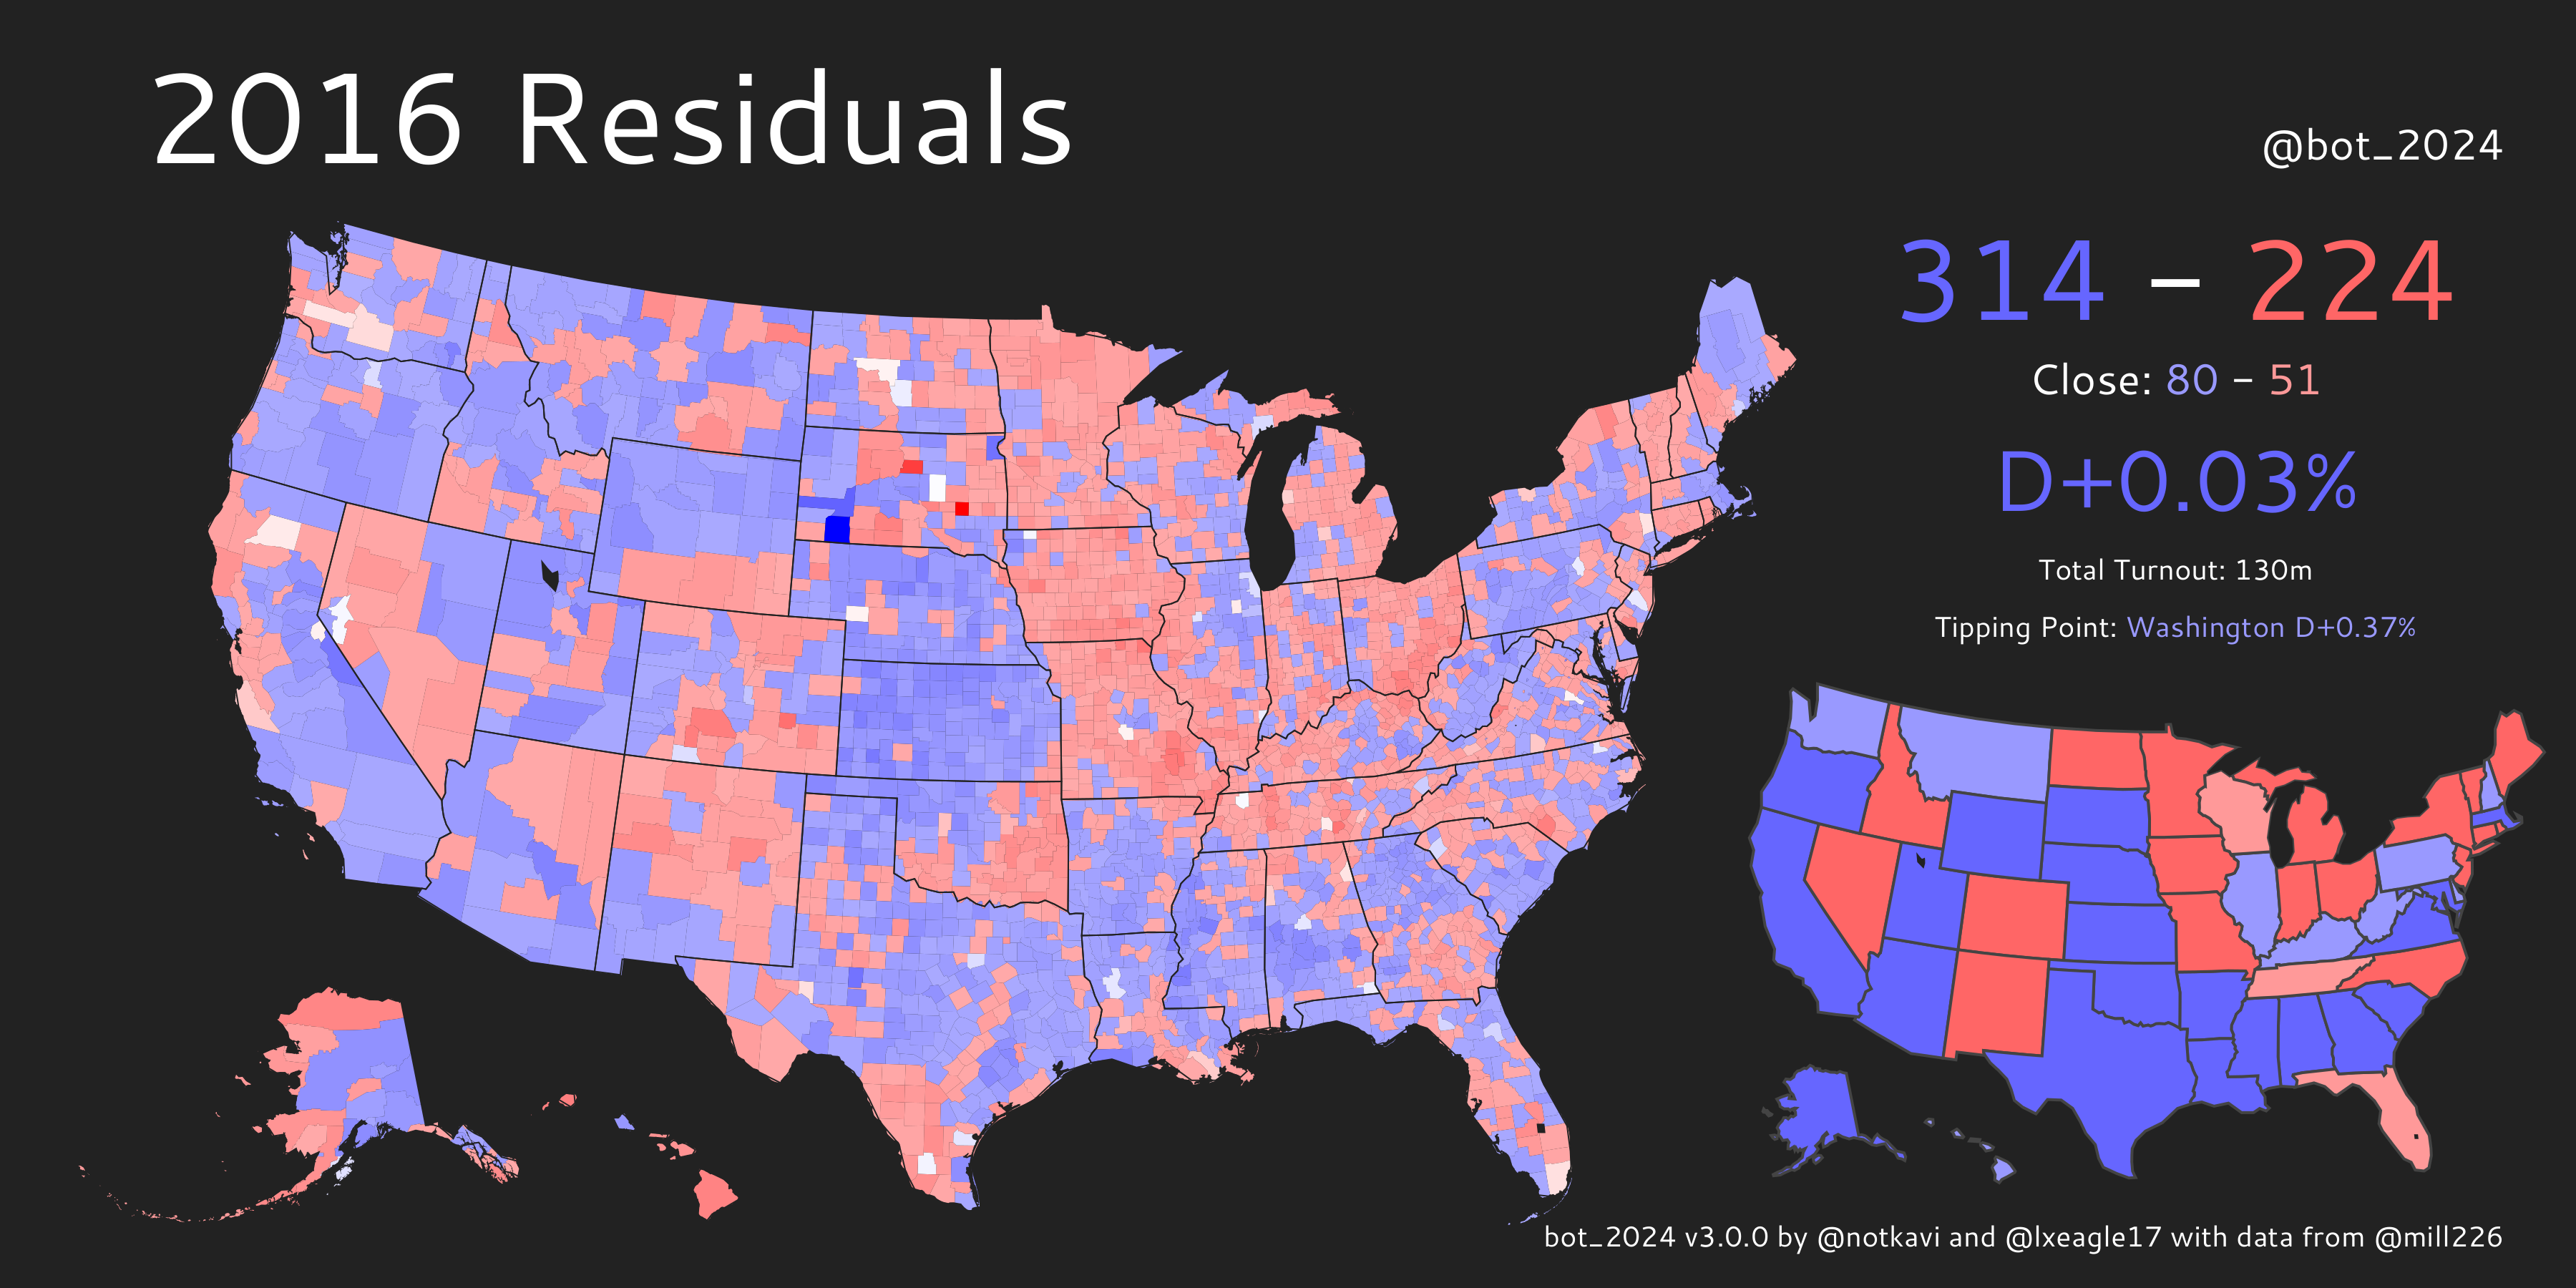 2016 Residuals
@bot_2024
314 - 224
Close: 80 - 51
D+0.03%
Total Turnout: 130m
Tipping Point: Washington D+0.37%
bot_2024 v3.0.0 by @notkavi and @lxeagle17 with data from @mill226